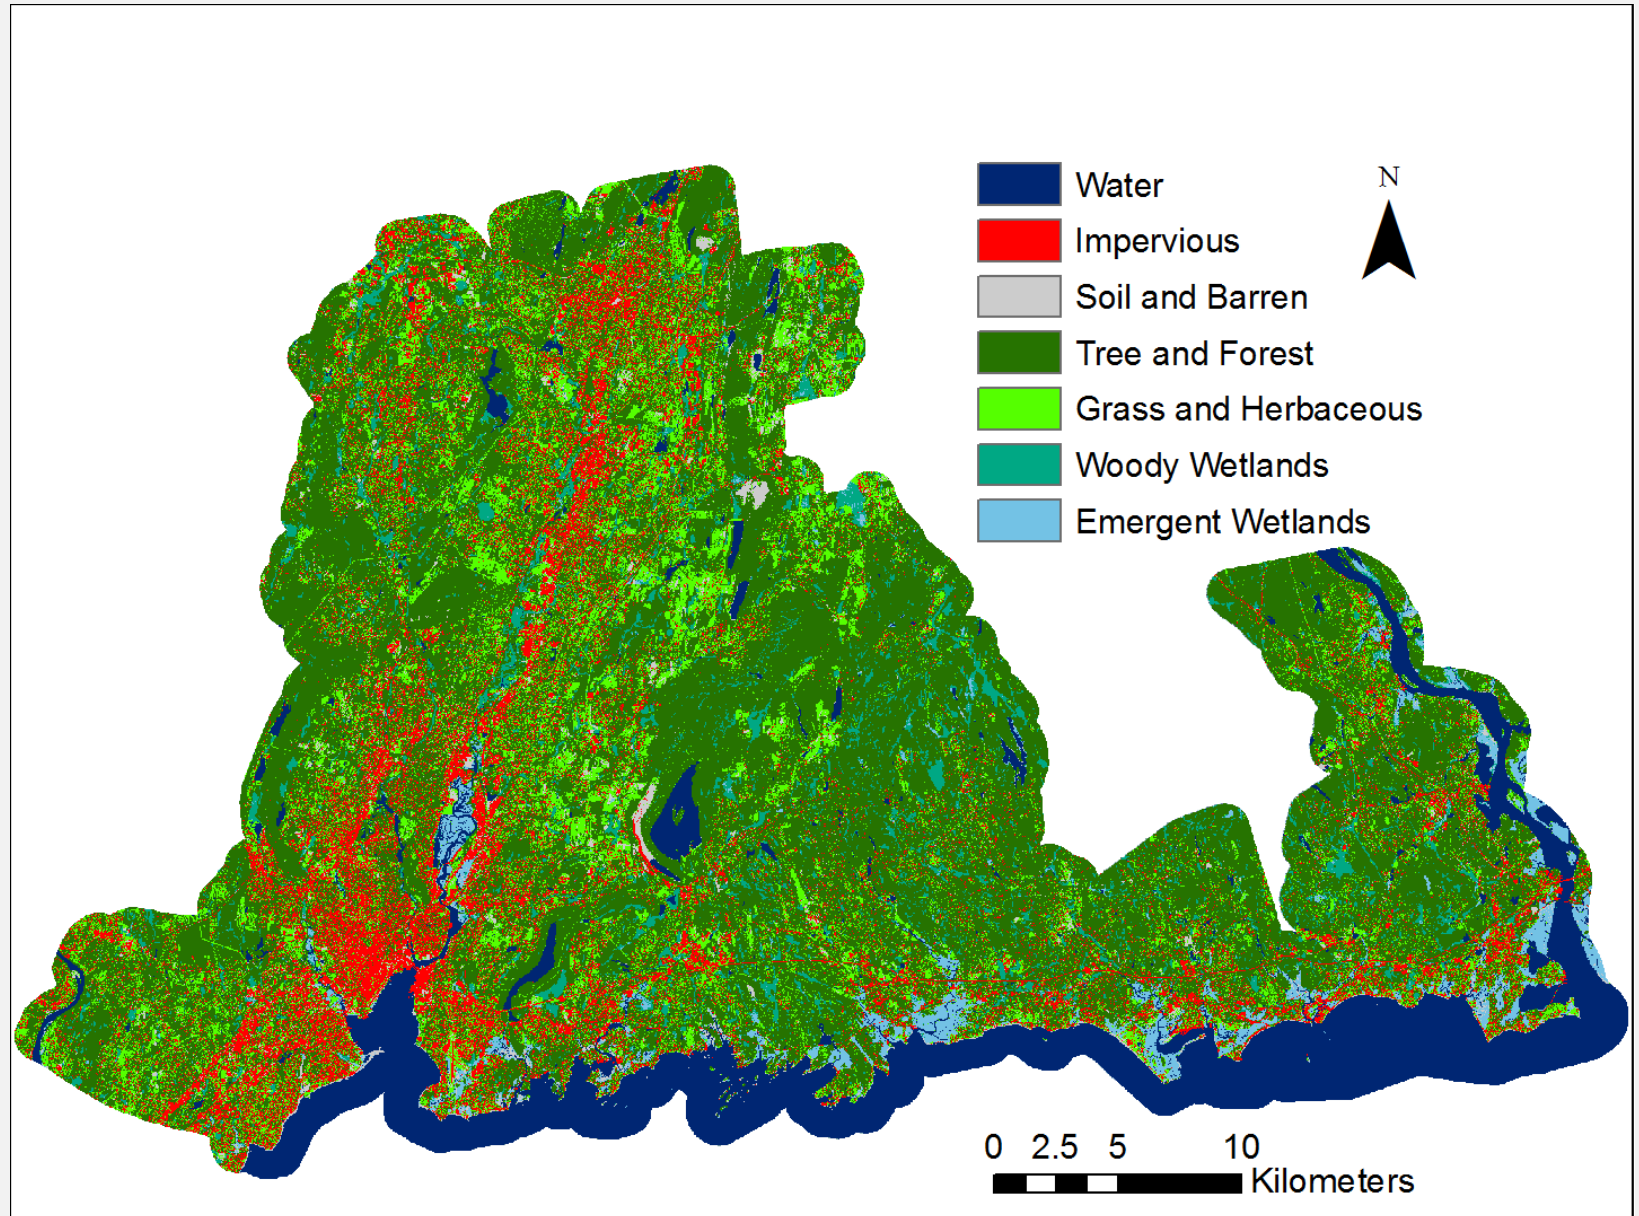 Water
N
Impervious
Soil and Barren
Tree and Forest
Grass and Herbaceous
Woody Wetlands
Emergent Wetlands
0 2.5 5 10
Kilometers